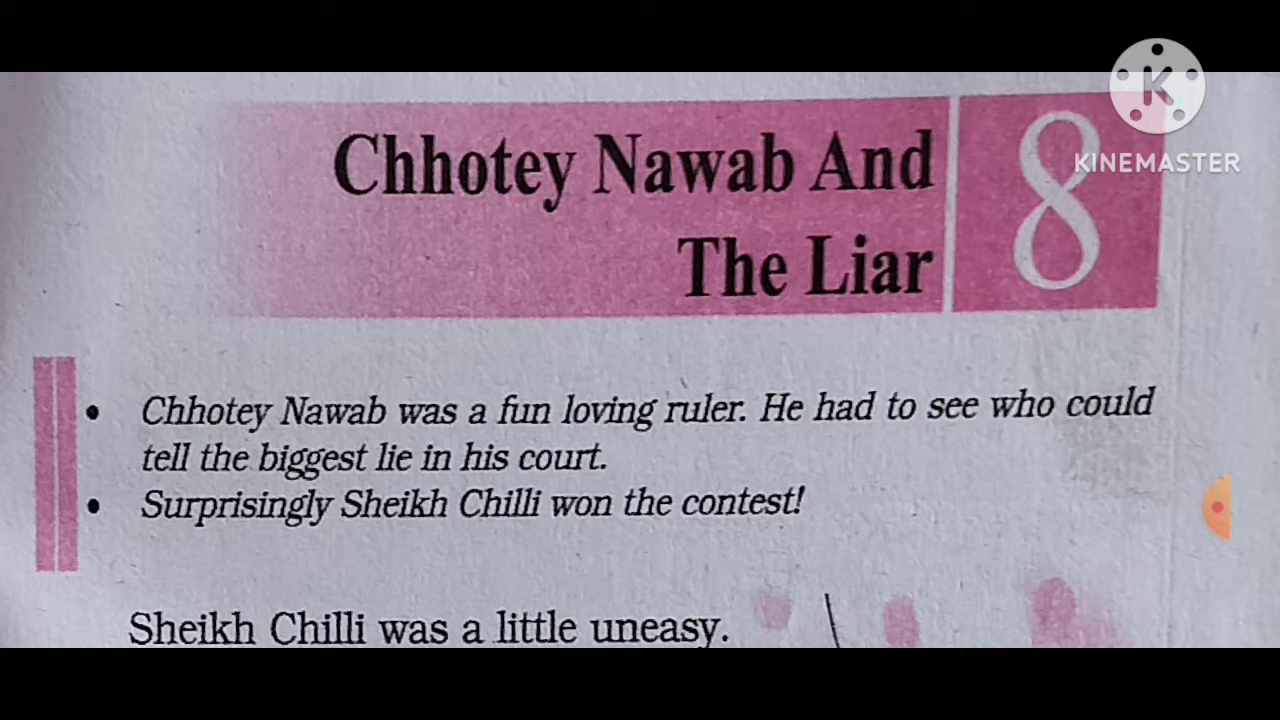 Chhotey Nawab And
The Liar
8
K
KINEMASTER
• Chhotey Nawab was a fun loving ruler. He had to see who could
tell the biggest lie in his court.
• Surprisingly Sheikh Chilli won the contest!
Sheikh Chilli was a little uneasy.